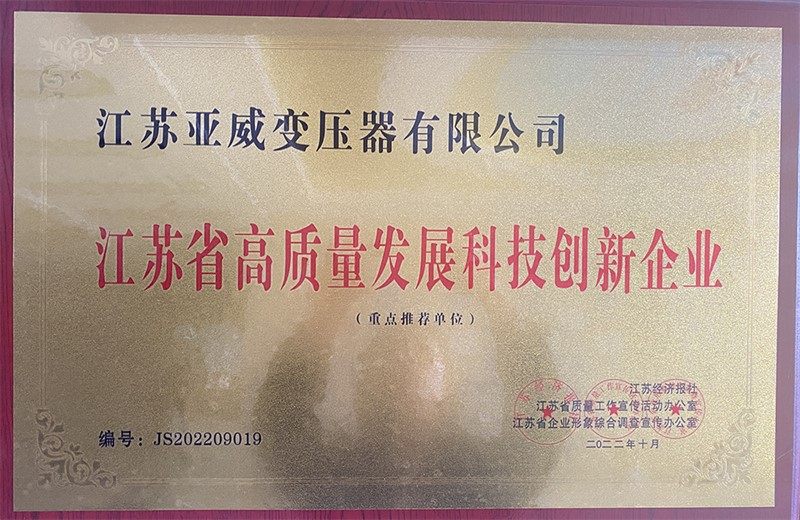 江苏亚威变压器有限公司
江苏省高质量发展科技创新企业
（重点推荐单位）
江苏经济报社
江苏省质量工作宣传活动办公室
江苏省企业形象综合调查宣传办公室
二〇二二年十月
编号：JS202209019